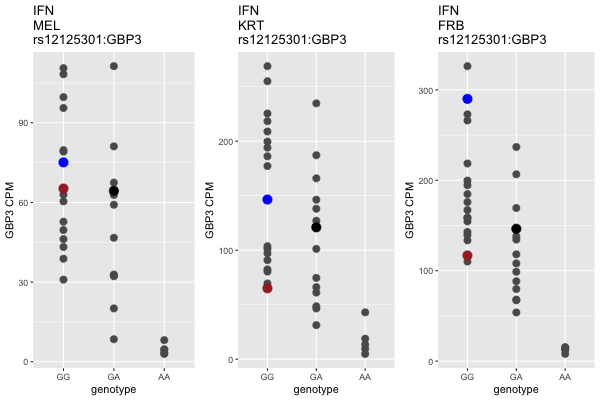 IFN
MEL
rs12125301:GBP3
GBP3 CPM
90
60
30
0
GG GA AA
genotype
IFN
KRT
rs12125301:GBP3
GBP3 CPM
200
100
0
GG GA AA
genotype
IFN
FRB
rs12125301:GBP3
GBP3 CPM
300
200
100
0
GG GA AA
genotype